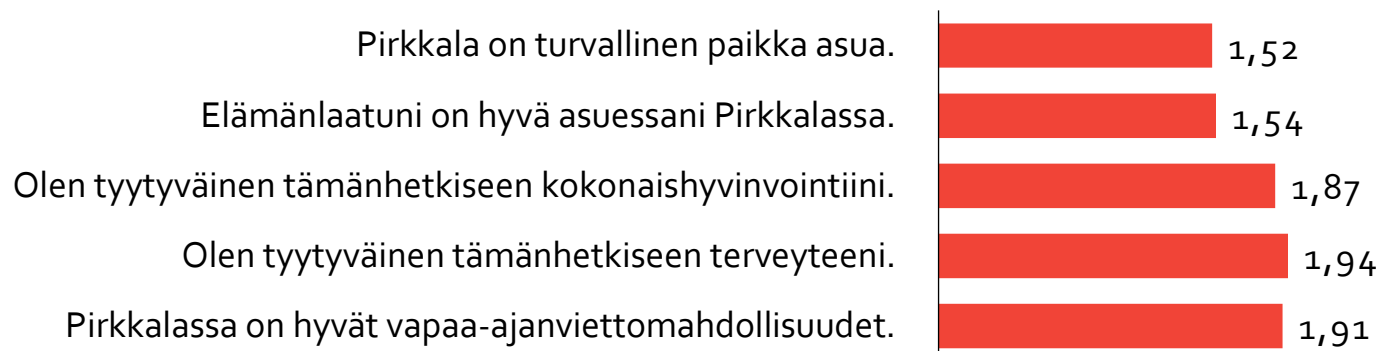 Pirkkala on turvallinen paikka asua. 1,52
Elämänlaatuni on hyvä asuessani Pirkkalassa. 1,54
Olen tyytyväinen tämänhetkiseen kokonaishyvinvointiini. 1,87
Olen tyytyväinen tämänhetkiseen terveyteeni. 1,94
Pirkkalassa on hyvät vapaa-ajanviettomahdollisuudet. 1,91